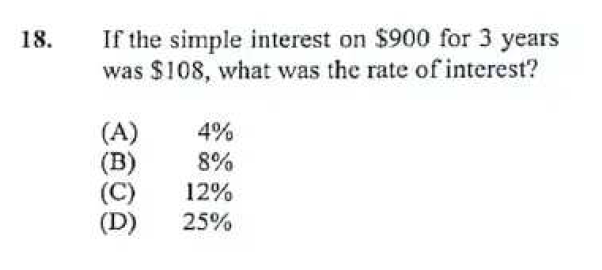 18. If the simple interest on $900 for 3 years
was $108, what was the rate of interest?
(A) 4%
(B) 8%
(C) 12%
(D) 25%